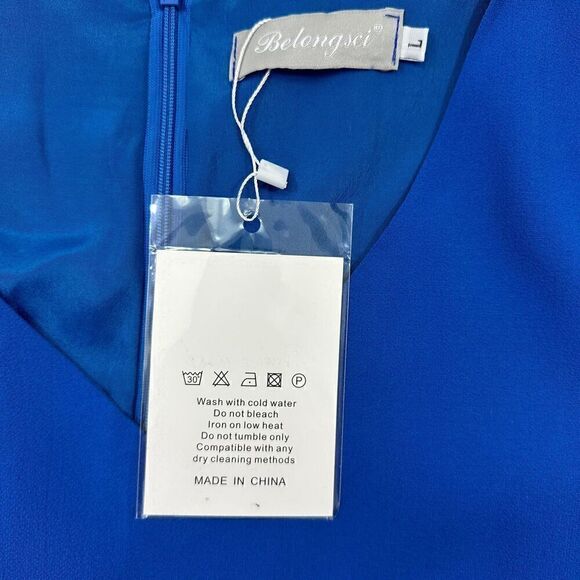 Belongsci®
L
30
P
Wash with cold water
Do not bleach
Iron on low heat
Do not tumble only
Compatible with any
dry cleaning methods
MADE IN CHINA